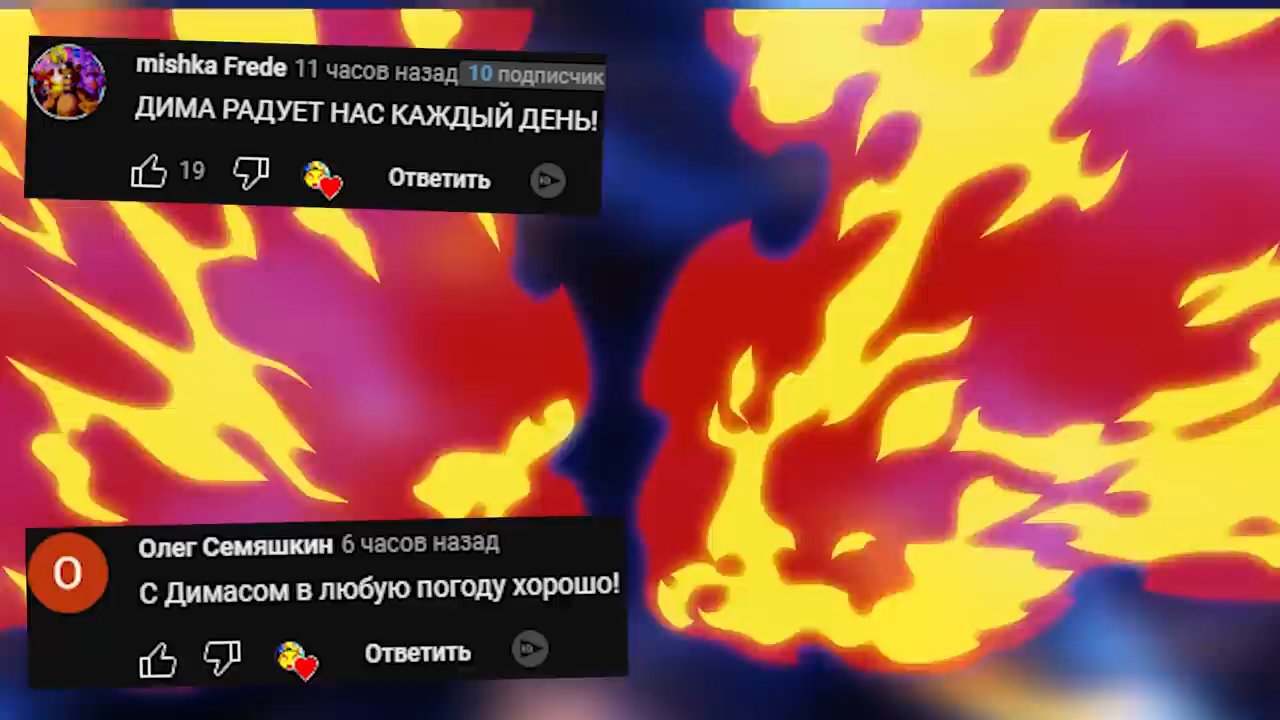 mishka Frede 11 часов назад 10 подписчик
ДИМА РАДУЕТ НАС КАЖДЫЙ ДЕНЬ!
19 Ответить
О
Олег Семяшкин 6 часов назад
С Димасом в любую погоду хорошо!
Ответить